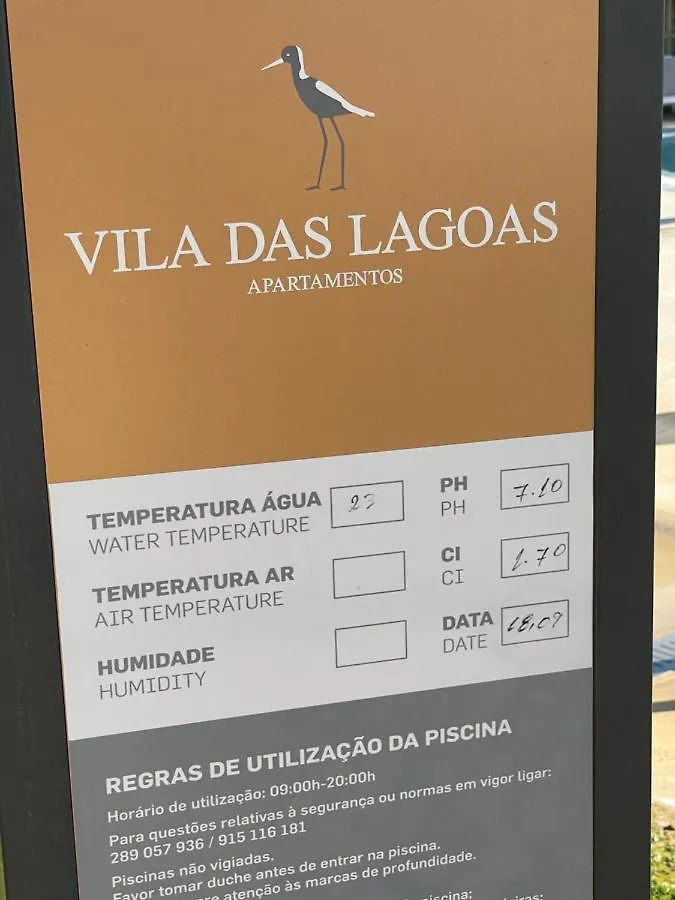 VILA DAS LAGOAS
APARTAMENTOS
TEMPERATURA ÁGUA 23
WATER TEMPERATURE
PH 7.10
PH
TEMPERATURA AR
AIR TEMPERATURE
CI 1.70
CI
HUMIDADE
HUMIDITY
DATA 18.09
DATE
REGRAS DE UTILIZAÇÃO DA PISCINA
Horário de utilização: 09:00h-20:00h
Para questões relativas à segurança ou normas em vigor ligar:
289 057 936 / 915 116 181
Piscinas não vigiadas.
Favor tomar duche antes de entrar na piscina.
atenção às marcas de profundidade.
piscina;